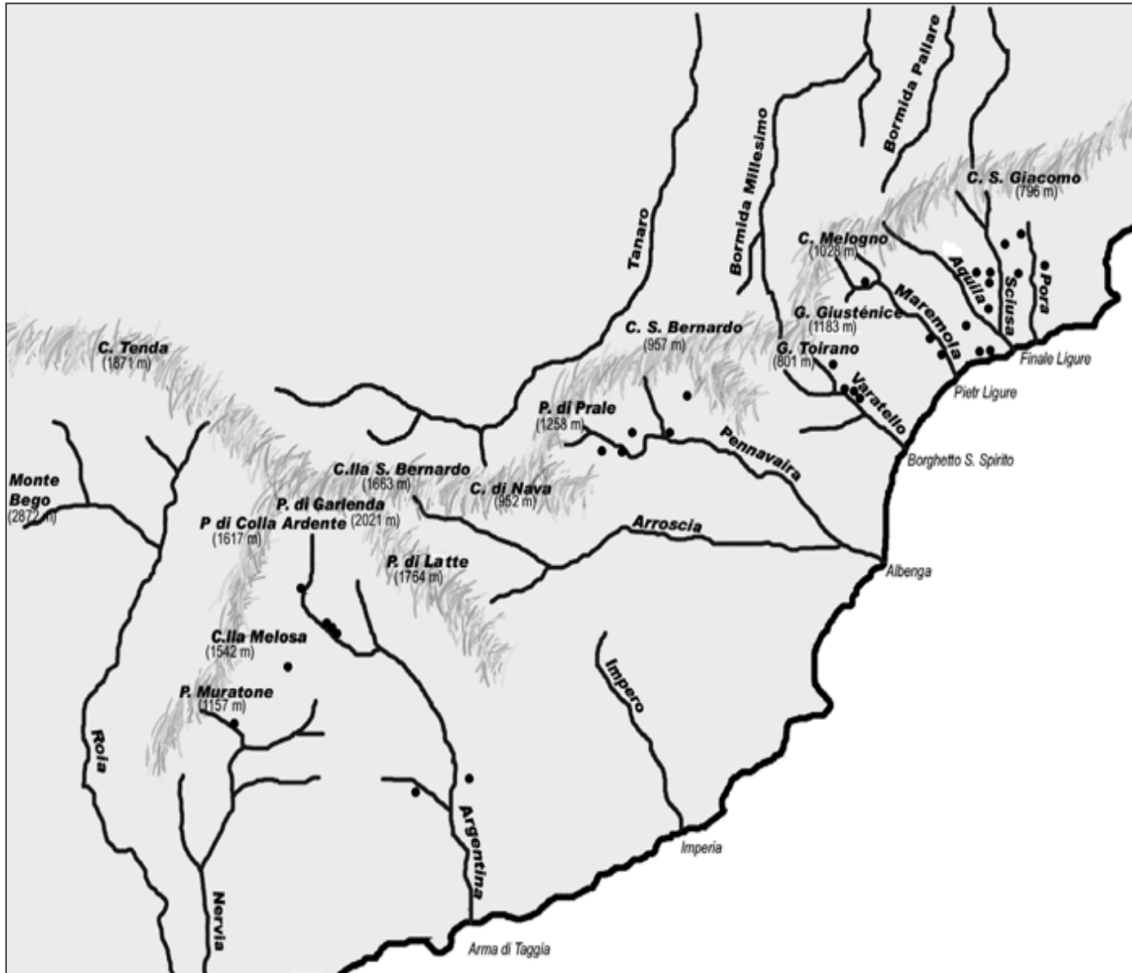 Bormida Pallare
Bormida Millesimo
C. S. Giacomo
(796 m)
Tanaro
C. Melogno
(1028 m)
Aquila
Sciusa
Pora
Maremola
G. Giusténice
(1183 m)
C. S. Bernardo
(957 m)
G. Toirano
(801 m)
Finale Ligure
C. Tenda
(1871 m)
Pietr Ligure
Varatello
P. di Prale
(1258 m)
Pennavaira
Borghetto S. Spirito
C.lla S. Bernardo
(1663 m)
C. di Nava
(952 m)
Monte
Bego
(2872 m)
P. di Garlenda
(2021 m)
P di Colla Ardente
(1617 m)
Arroscia
P. di Latte
(1764 m)
Albenga
C.lla Melosa
(1542 m)
Impero
P. Muratone
(1157 m)
Roia
Argentina
Imperia
Nervia
Arma di Taggia